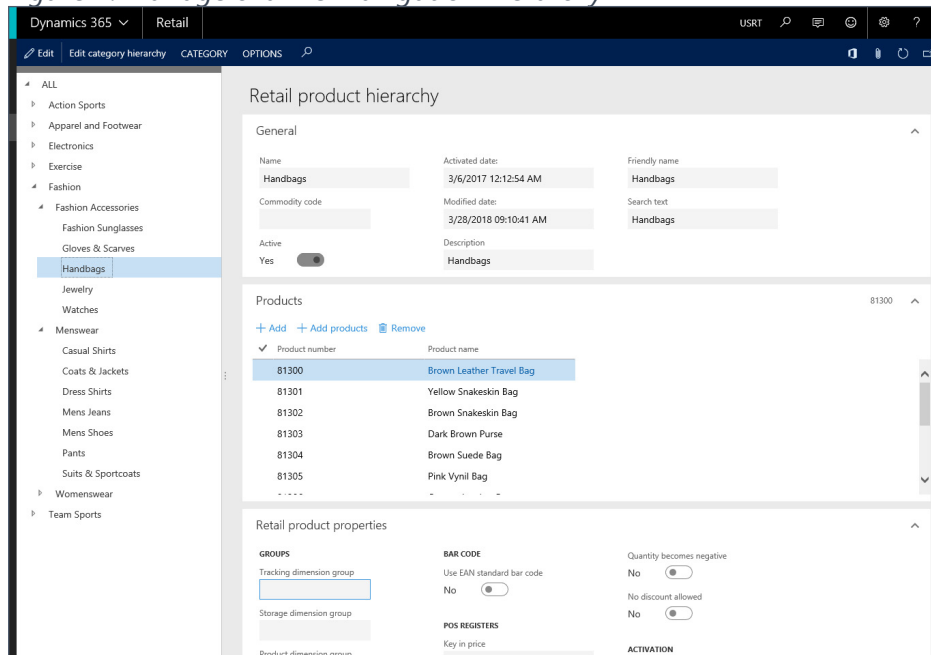 Dynamics 365 Retail USRT ?
Edit Edit category hierarchy CATEGORY OPTIONS
ALL
Action Sports
Apparel and Footwear
Electronics
Exercise
Fashion
Fashion Accessories
Fashion Sunglasses
Gloves & Scarves
Handbags
Jewelry
Watches
Menswear
Casual Shirts
Coats & Jackets
Dress Shirts
Mens Jeans
Mens Shoes
Pants
Suits & Sportcoats
Womenswear
Team Sports
Retail product hierarchy
General
Name Activated date: Friendly name
Handbags 3/6/2017 12:12:54 AM Handbags
Commodity code Modified date: Search text
3/28/2018 09:10:41 AM Handbags
Active Description
Yes Handbags
Products 81300
+ Add + Add products Remove
Product number Product name
81300 Brown Leather Travel Bag
81301 Yellow Snakeskin Bag
81302 Brown Snakeskin Bag
81303 Dark Brown Purse
81304 Brown Suede Bag
81305 Pink Vynil Bag
Retail product properties
GROUPS BAR CODE Quantity becomes negative
Tracking dimension group Use EAN standard bar code No
No No discount allowed
Storage dimension group No
POS REGISTERS
Key in price ACTIVATION
Product dimension group